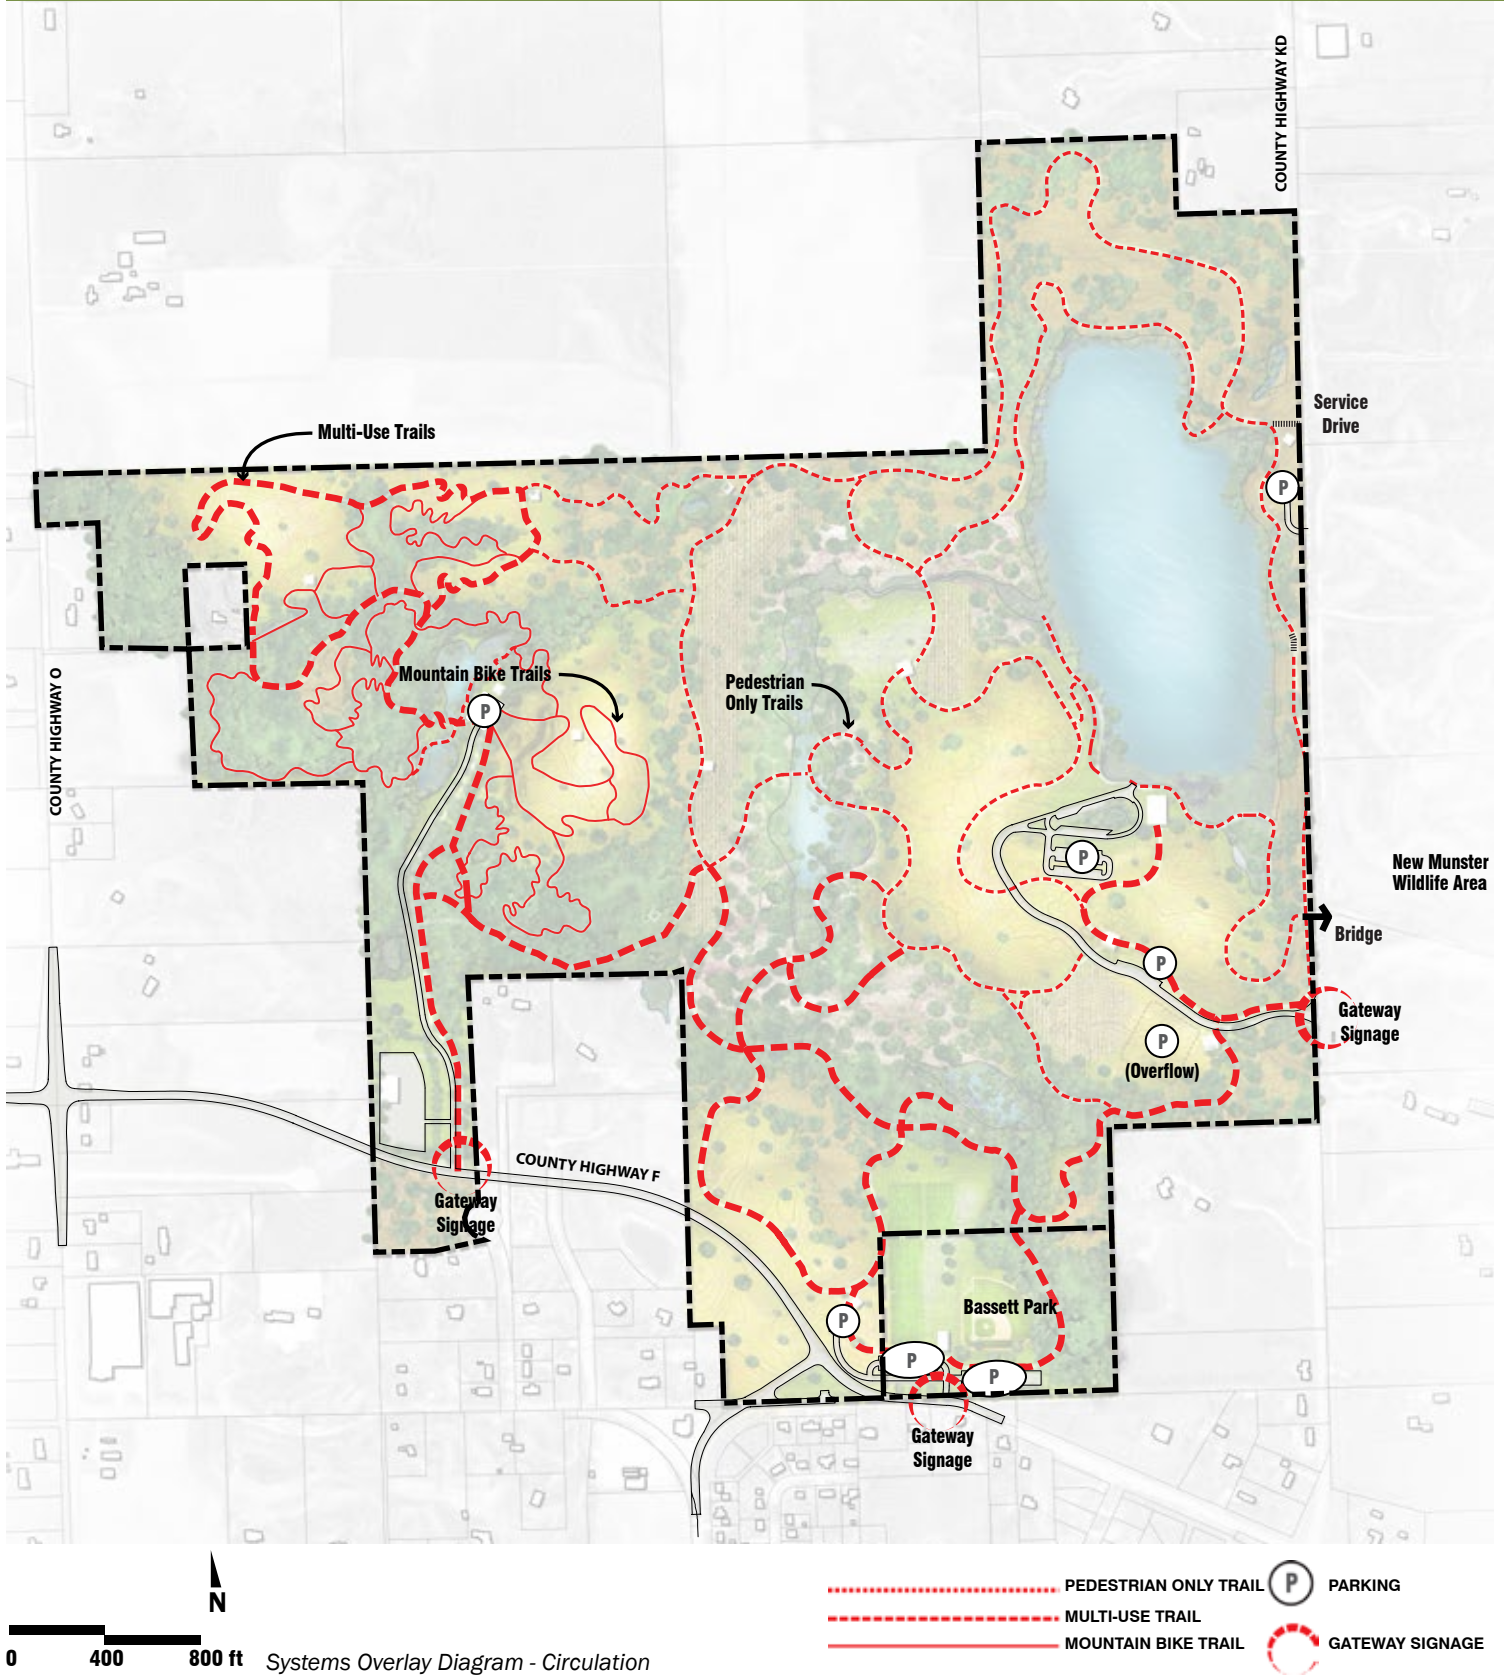 COUNTY HIGHWAY KD
Service
Drive
Multi-Use Trails
P
Mountain Bike Trails
Pedestrian
Only Trails
P
COUNTY HIGHWAY O
P
New Munster
Wildlife Area
Bridge
P
Gateway
Signage
P
(Overflow)
COUNTY HIGHWAY F
Gateway
Signage
Bassett Park
P
P
P
Gateway
Signage
N
0 400 800 ft
Systems Overlay Diagram - Circulation
PEDESTRIAN ONLY TRAIL
MULTI-USE TRAIL
MOUNTAIN BIKE TRAIL
P PARKING
GATEWAY SIGNAGE